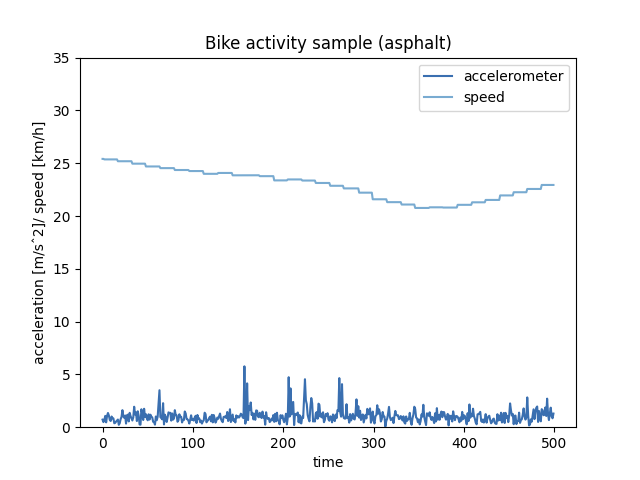 Bike activity sample (asphalt)
accelerometer
speed
acceleration [m/sˆ2]/ speed [km/h]
35
30
25
20
15
10
5
0
0 100 200 300 400 500
time